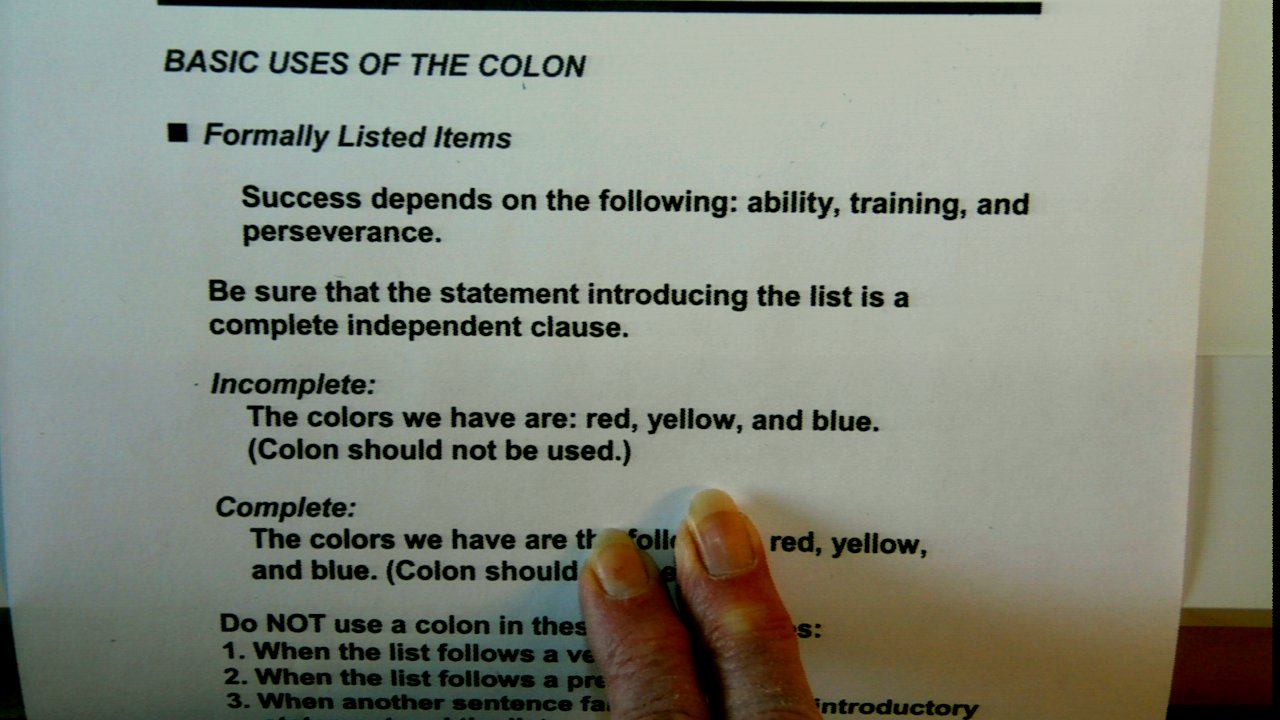 BASIC USES OF THE COLON
■ Formally Listed Items
Success depends on the following: ability, training, and
perseverance.
Be sure that the statement introducing the list is a
complete independent clause.
Incomplete:
The colors we have are: red, yellow, and blue.
(Colon should not be used.)
Complete:
The colors we have are red, yellow,
and blue. (Colon should
Do NOT use a colon in
1. When the list follows a
2. When the list follows a
3. When another sentence introductory